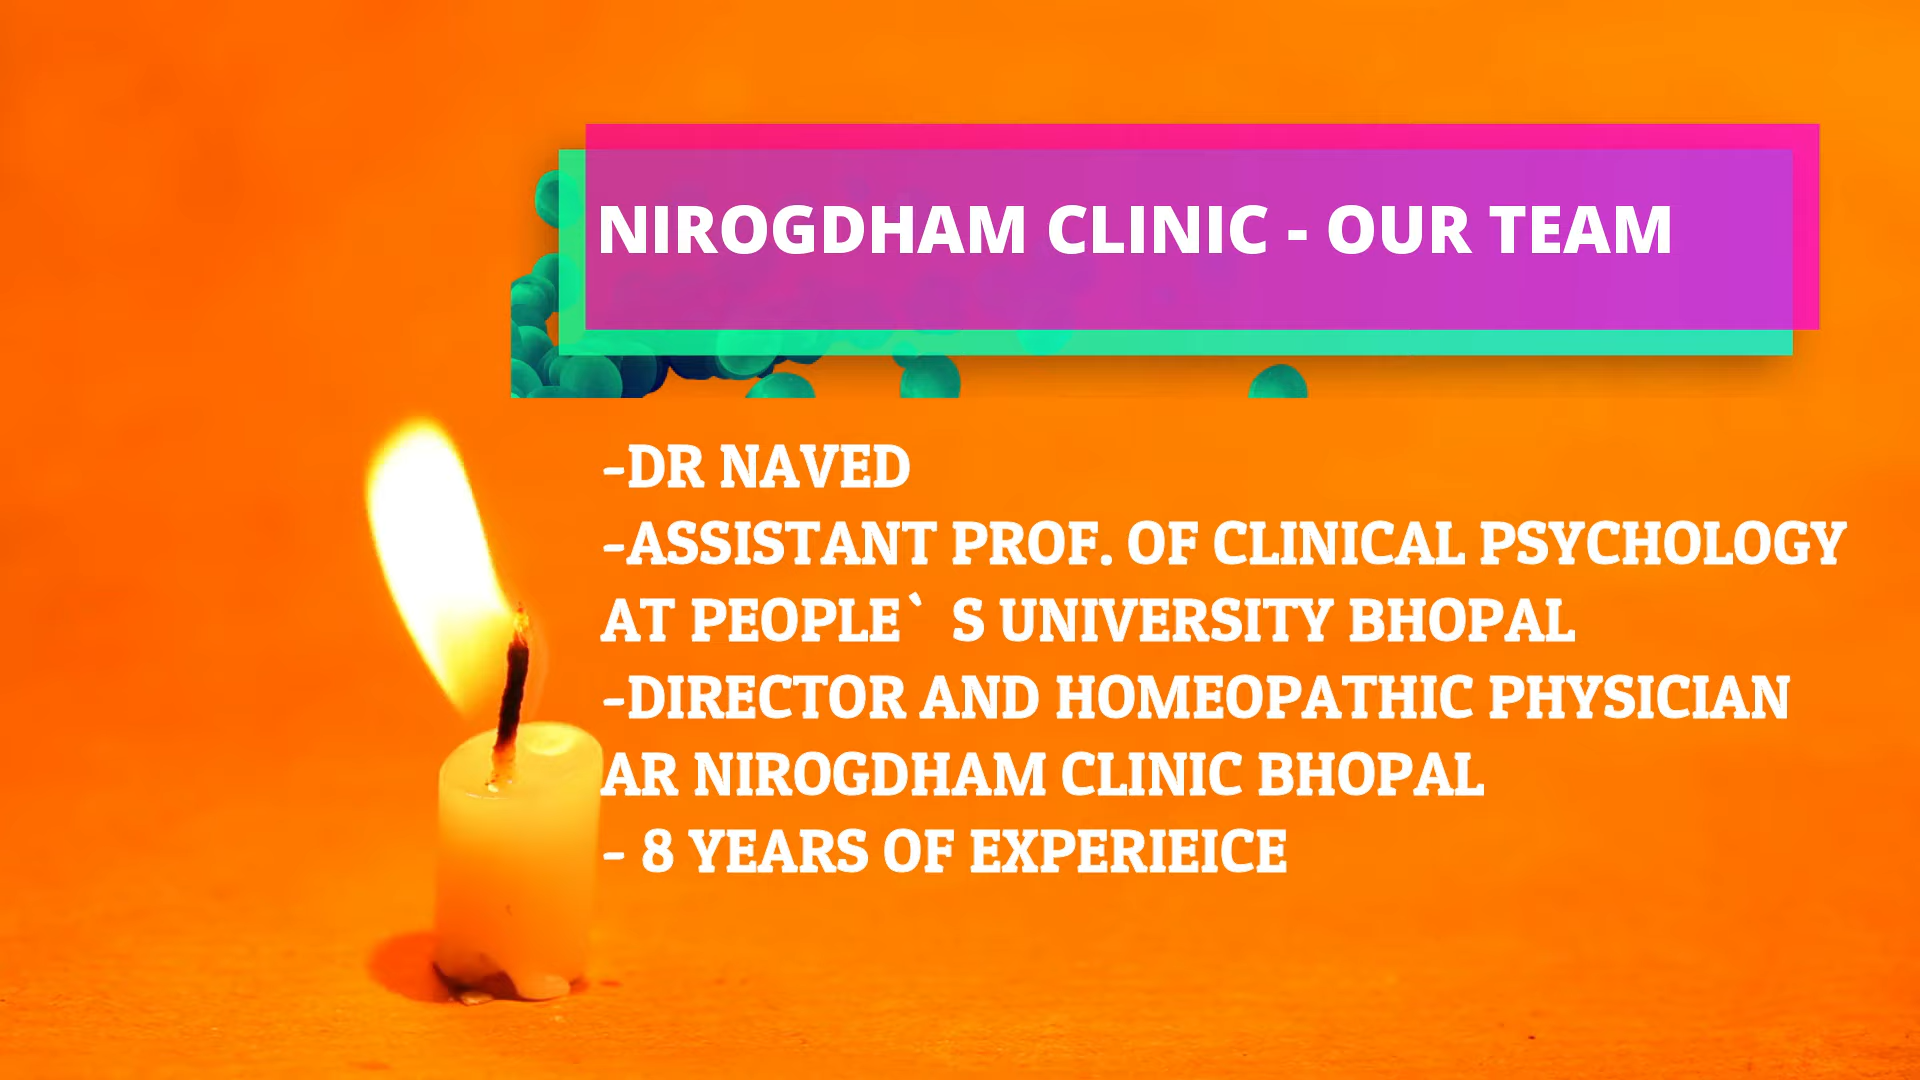 NIROGDHAM CLINIC - OUR TEAM
-DR NAVED
-ASSISTANT PROF. OF CLINICAL PSYCHOLOGY
AT PEOPLE` S UNIVERSITY BHOPAL
-DIRECTOR AND HOMEOPATHIC PHYSICIAN
AR NIROGDHAM CLINIC BHOPAL
- 8 YEARS OF EXPERIEICE